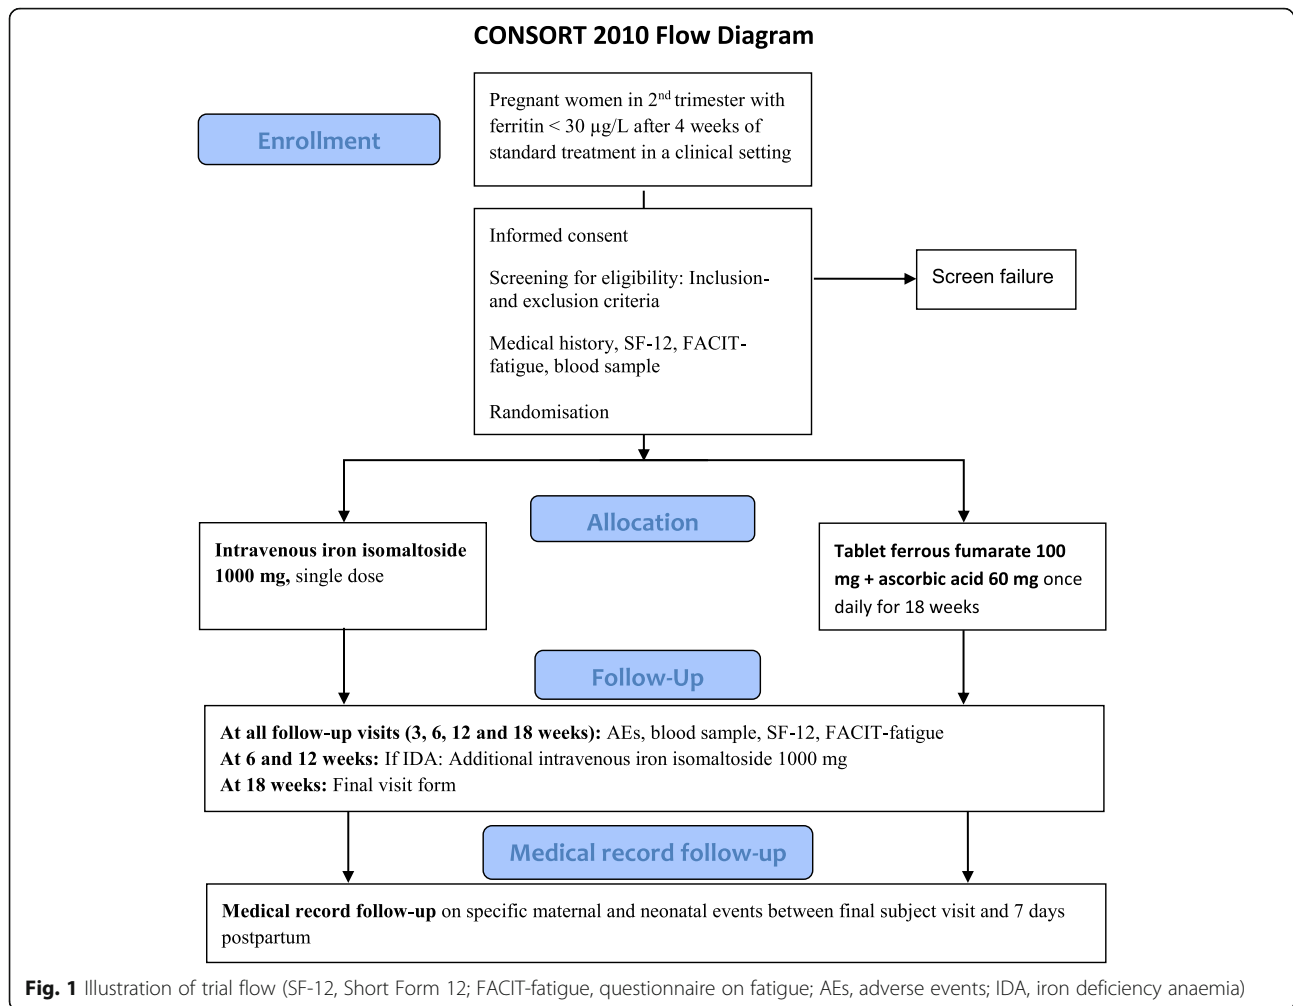 CONSORT 2010 Flow Diagram
Enrollment
Pregnant women in 2nd trimester with
ferritin < 30 µg/L after 4 weeks of
standard treatment in a clinical setting
Informed consent
Screening for eligibility: Inclusion-
and exclusion criteria
Medical history, SF-12, FACIT-
fatigue, blood sample
Randomisation
Screen failure
Allocation
Intravenous iron isomaltoside
1000 mg, single dose
Tablet ferrous fumarate 100
mg + ascorbic acid 60 mg once
daily for 18 weeks
Follow-Up
At all follow-up visits (3, 6, 12 and 18 weeks): AEs, blood sample, SF-12, FACIT-fatigue
At 6 and 12 weeks: If IDA: Additional intravenous iron isomaltoside 1000 mg
At 18 weeks: Final visit form
Medical record follow-up
Medical record follow-up on specific maternal and neonatal events between final subject visit and 7 days
postpartum
Fig. 1 Illustration of trial flow (SF-12, Short Form 12; FACIT-fatigue, questionnaire on fatigue; AEs, adverse events; IDA, iron deficiency anaemia)